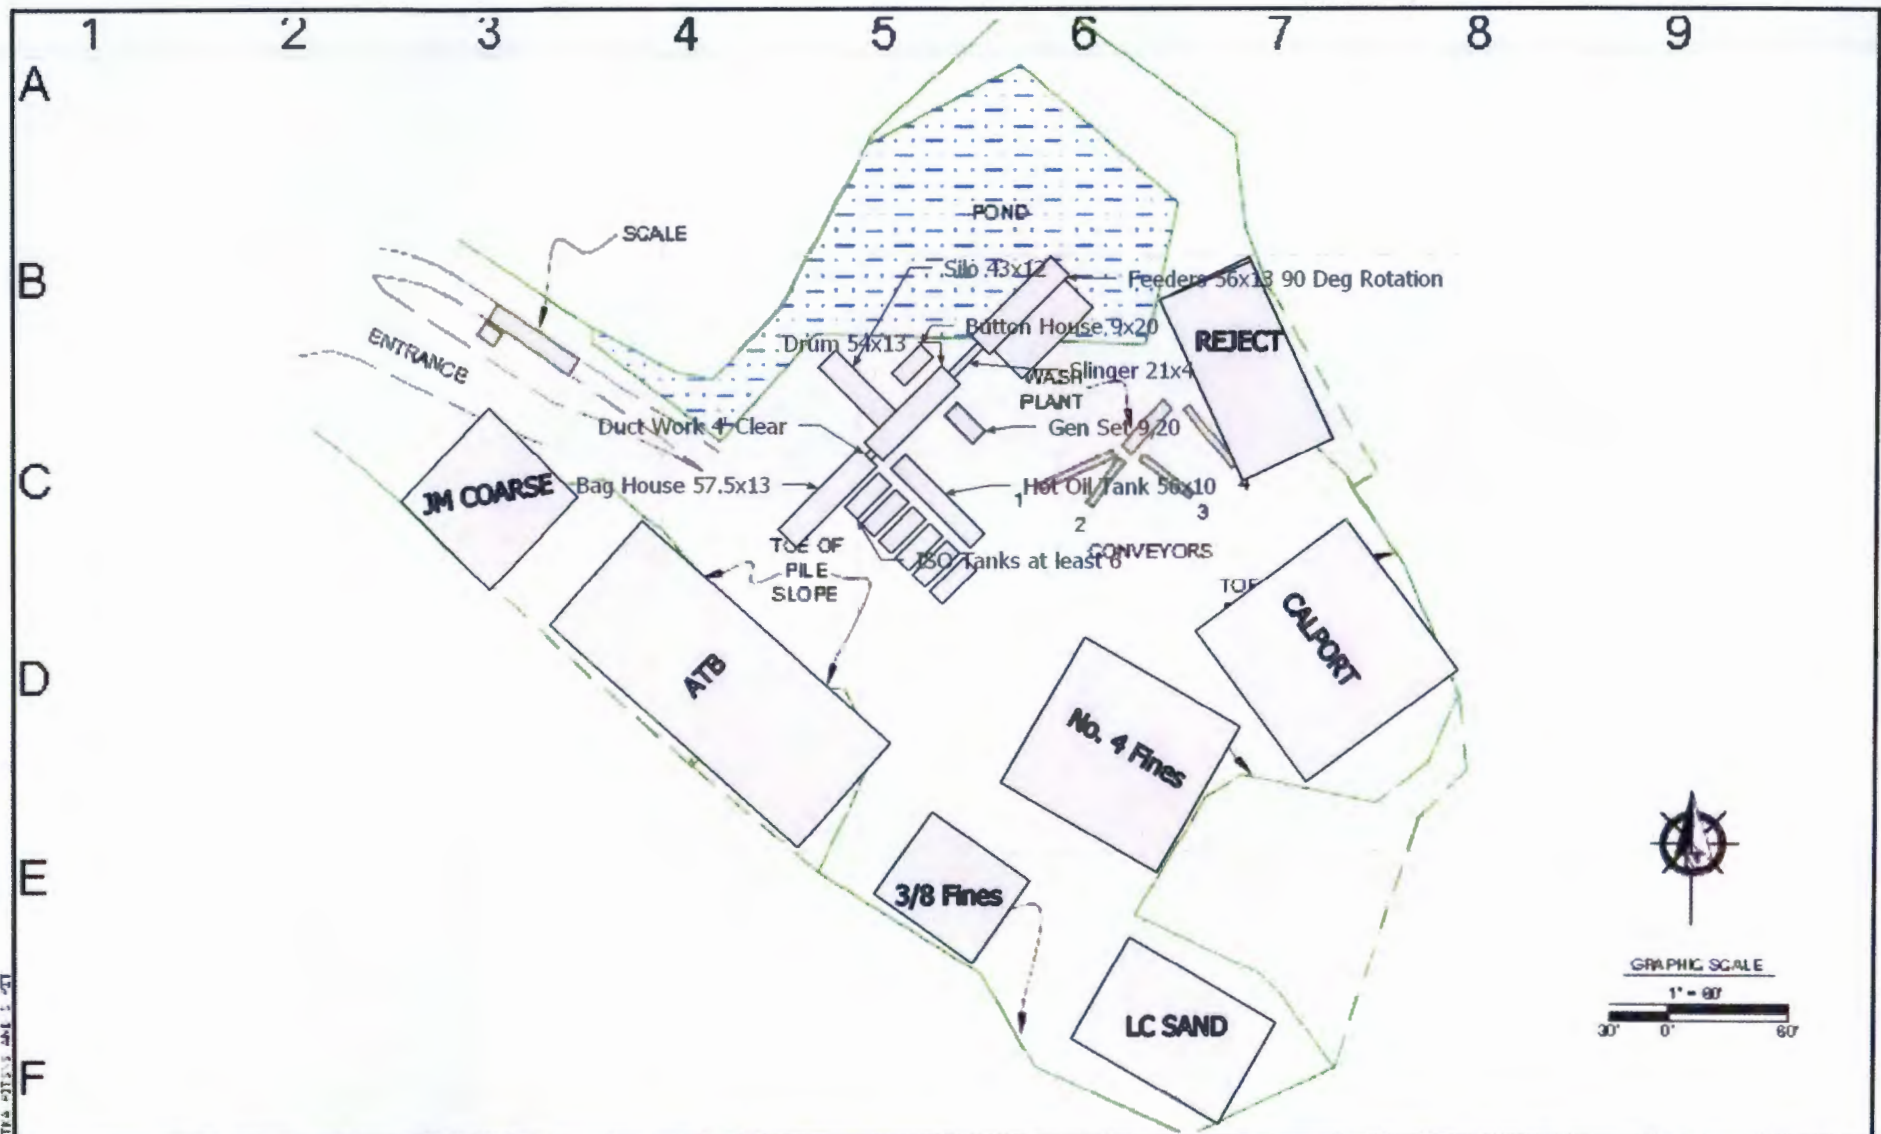 1 2 3 4 5 6 7 8 9
A
B
C
D
E
F
POND
SCALE
Silo 43x12
Feeders 56x13 90 Deg Rotation
ENTRANCE
Button House 9x20
Drum 54x13
REJECT
Slinger 21x4
WASH
PLANT
Duct Work 4' Clear
Gen Set 9,20
JM COARSE
Bag House 57.5x13
Hot Oil Tank 56x10
1
2
3
4
CONVEYORS
ISO Tanks at least 6
TOE OF
PILE
SLOPE
TOE
CALPORT
ATB
No. 4 Fines
3/8 Fines
LC SAND
GRAPHIC SCALE
1" = 60'
30' 0' 60'